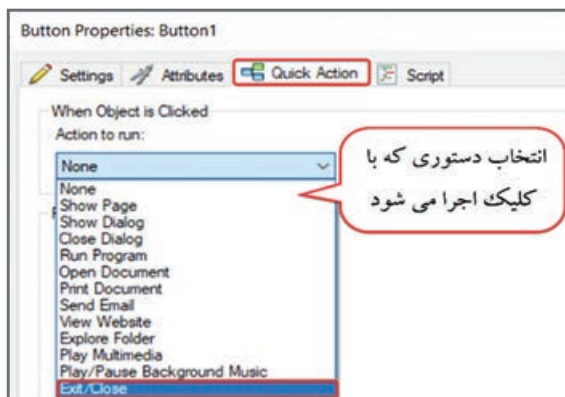 Button Properties: Button1
Settings Attributes Quick Action Script
When Object is Clicked
Action to run:
None
None
Show Page
Show Dialog
Close Dialog
Run Program
Open Document
Print Document
Send Email
View Website
Explore Folder
Play Multimedia
Play/Pause Background Music
Exit/Close
انتخاب دستوری که با
کلیک اجرا می شود